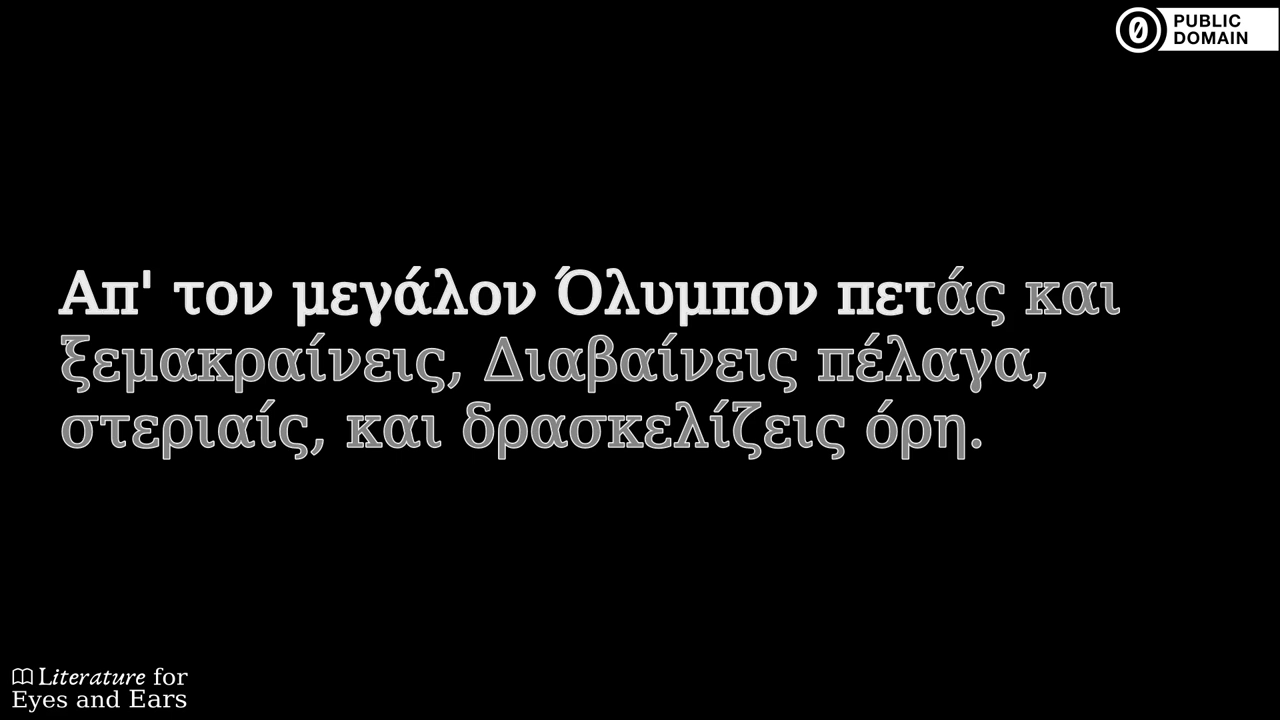 PUBLIC
DOMAIN
Απ' τον μεγάλον Όλυμπον πετάς και
ξεμακραίνεις, Διαβαίνεις πέλαγα,
στεριαίς, και δρασκελίζεις όρη.
Literature for
Eyes and Ears